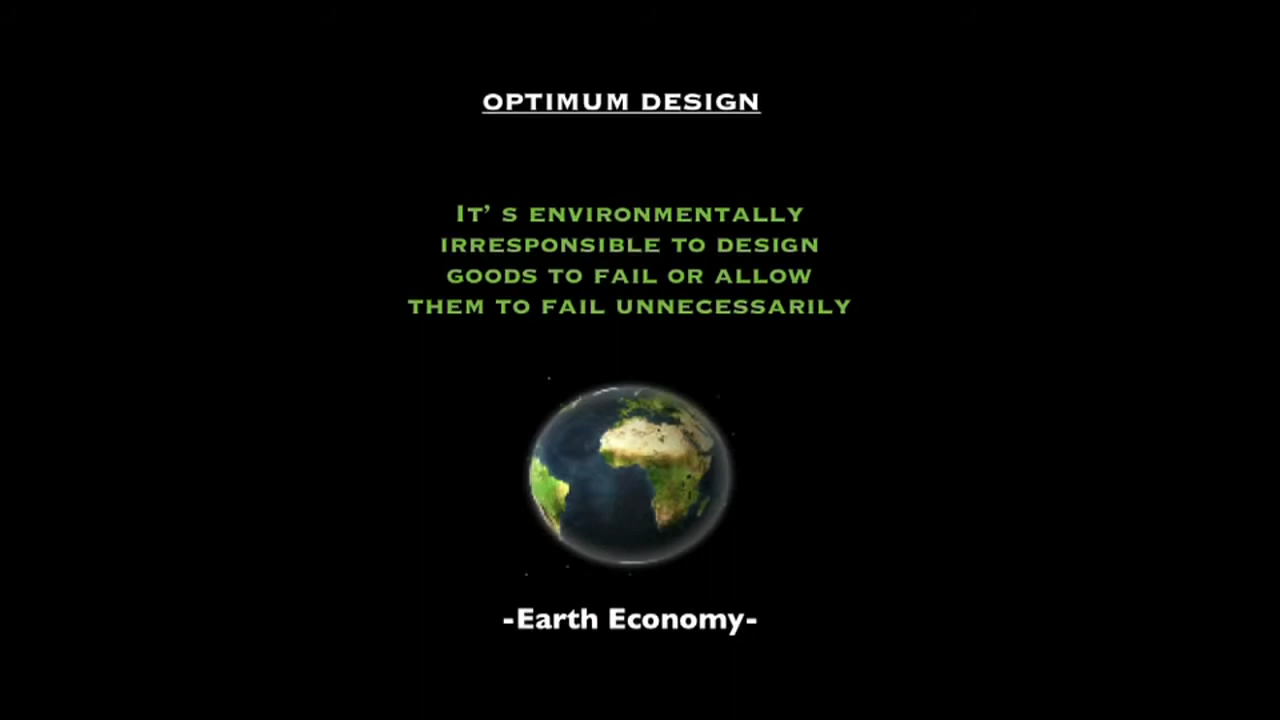 OPTIMUM DESIGN
It’ s environmentally
irresponsible to design
goods to fail or allow
them to fail unnecessarily
-Earth Economy-